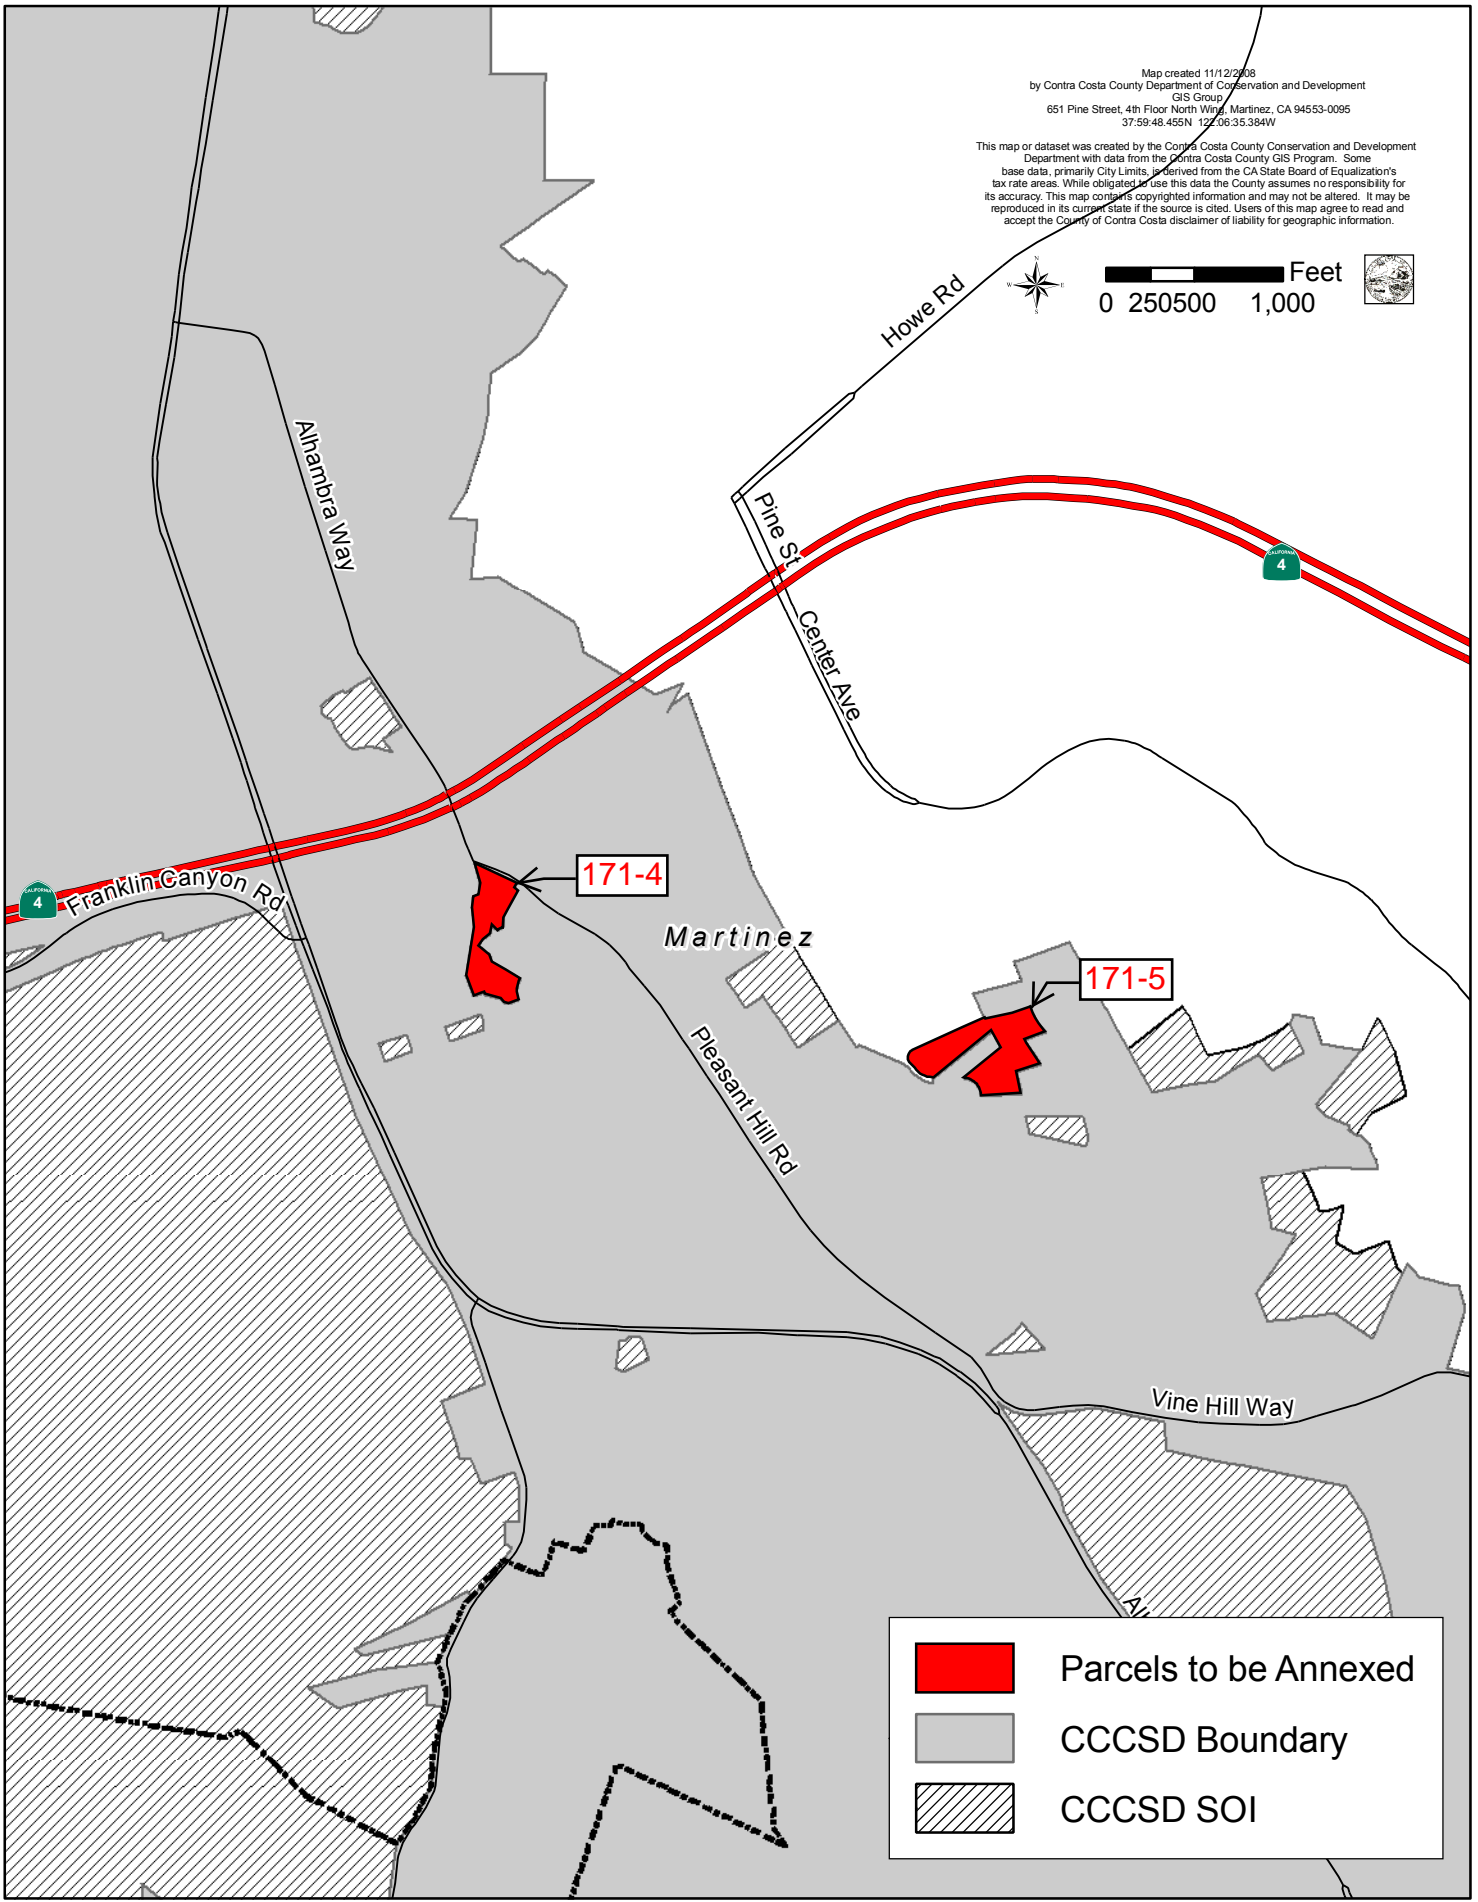 Map created 11/12/2008
by Contra Costa County Department of Conservation and Development
GIS Group
651 Pine Street, 4th Floor North Wing, Martinez, CA 94553-0095
37:59:48.455N 122:06:35.384W
This map or dataset was created by the Contra Costa County Conservation and Development
Department with data from the Contra Costa County GIS Program. Some
base data, primarily City Limits, is derived from the CA State Board of Equalization's
tax rate areas. While obligated to use this data the County assumes no responsibility for
its accuracy. This map contains copyrighted information and may not be altered. It may be
reproduced in its current state if the source is cited. Users of this map agree to read and
accept the County of Contra Costa disclaimer of liability for geographic information.
N
W E
S
Feet
0 250500 1,000
Howe Rd
Alhambra Way
Pine St
CALIFORNIA
4
Center Ave
171-4
CALIFORNIA
4
Franklin Canyon Rd
Martinez
171-5
Pleasant Hill Rd
Vine Hill Way
Parcels to be Annexed
CCCSD Boundary
CCCSD SOI